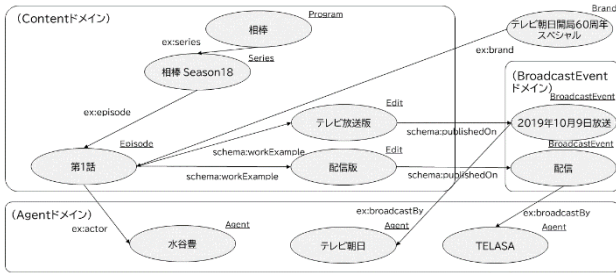 (Contentドメイン)
Program
相棒
Brand
テレビ朝日開局60周年
スペシャル
ex:series
ex:brand
Series
相棒 Season18
(BroadcastEvent
ドメイン)
ex:episode
Edit
テレビ放送版
schema:publishedOn
BroadcastEvent
2019年10月9日放送
Episode
第1話
schema:workExample
schema:workExample
Edit
配信版
schema:publishedOn
BroadcastEvent
配信
(Agentドメイン)
ex:actor
ex:broadcastBy
ex:broadcastBy
Agent
水谷豊
Agent
テレビ朝日
Agent
TELASA